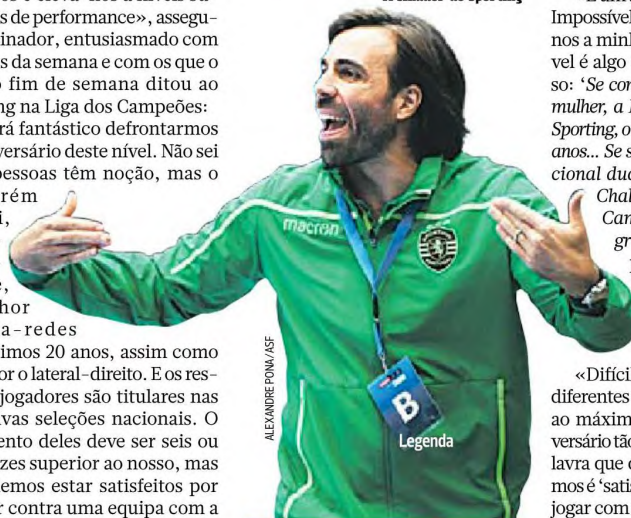 as de performance», assegu-
inador, entusiasmado com
s da semana e com os que o
o fim de semana ditou ao
ng na Liga dos Campeões:
rá fantástico defrontarmos
versário deste nível. Não sei
pessoas têm noção, mas o
rém
i,
e,
hor
a-redes
imos 20 anos, assim como
or o lateral-direito. E os res-
jogadores são titulares nas
ivas seleções nacionais. O
ento deles deve ser seis ou
zes superior ao nosso, mas
emos estar satisfeitos por
r contra uma equipa com a
ALEXANDRE PONA/ASF
macron
B
Legenda
Impossível
nos a minh
vel é algo
so: ‘Se con
mulher, a
Sporting, o
anos... Se s
cional duc
Chal
Can
gr
«Difícil
diferentes
ao máxim
versário tão
lavra que d
mos é ‘satis
jogar com